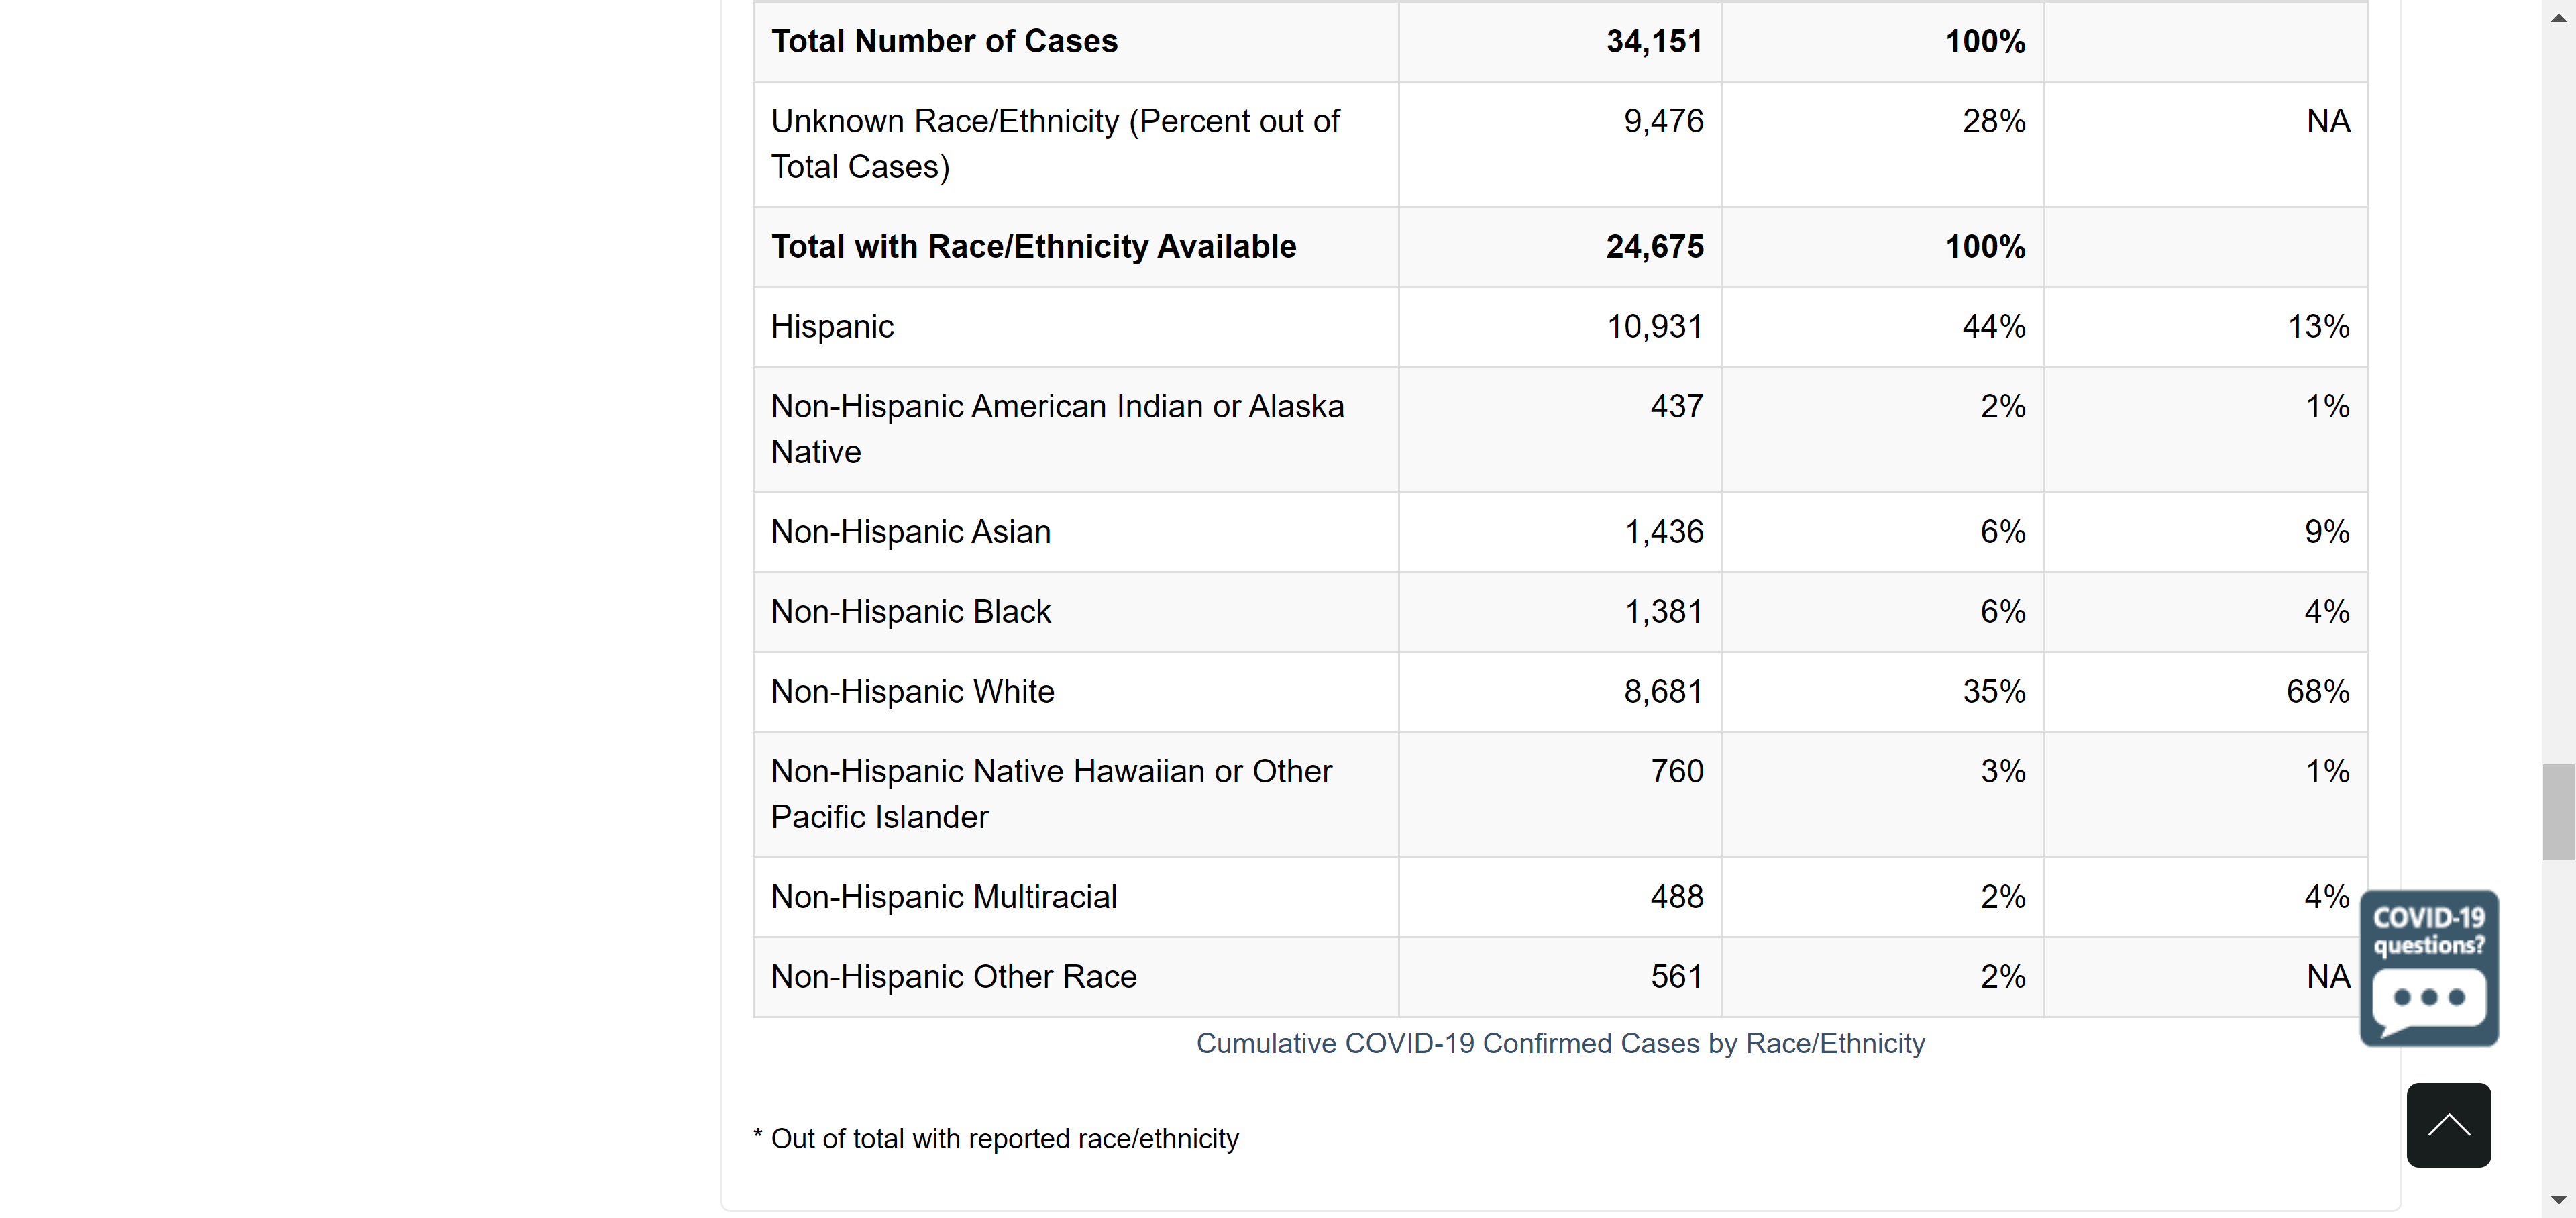 Total Number of Cases 34,151 100%
Unknown Race/Ethnicity (Percent out of 9,476 28% NA
Total Cases)
Total with Race/Ethnicity Available 24,675 100%
Hispanic 10,931 44% 13%
Non-Hispanic American Indian or Alaska 437 2% 1%
Native
Non-Hispanic Asian 1,436 6% 9%
Non-Hispanic Black 1,381 6% 4%
Non-Hispanic White 8,681 35% 68%
Non-Hispanic Native Hawaiian or Other 760 3% 1%
Pacific Islander
Non-Hispanic Multiracial 488 2% 4%
Non-Hispanic Other Race 561 2% NA
COVID-19
questions?
Cumulative COVID-19 Confirmed Cases by Race/Ethnicity
* Out of total with reported race/ethnicity